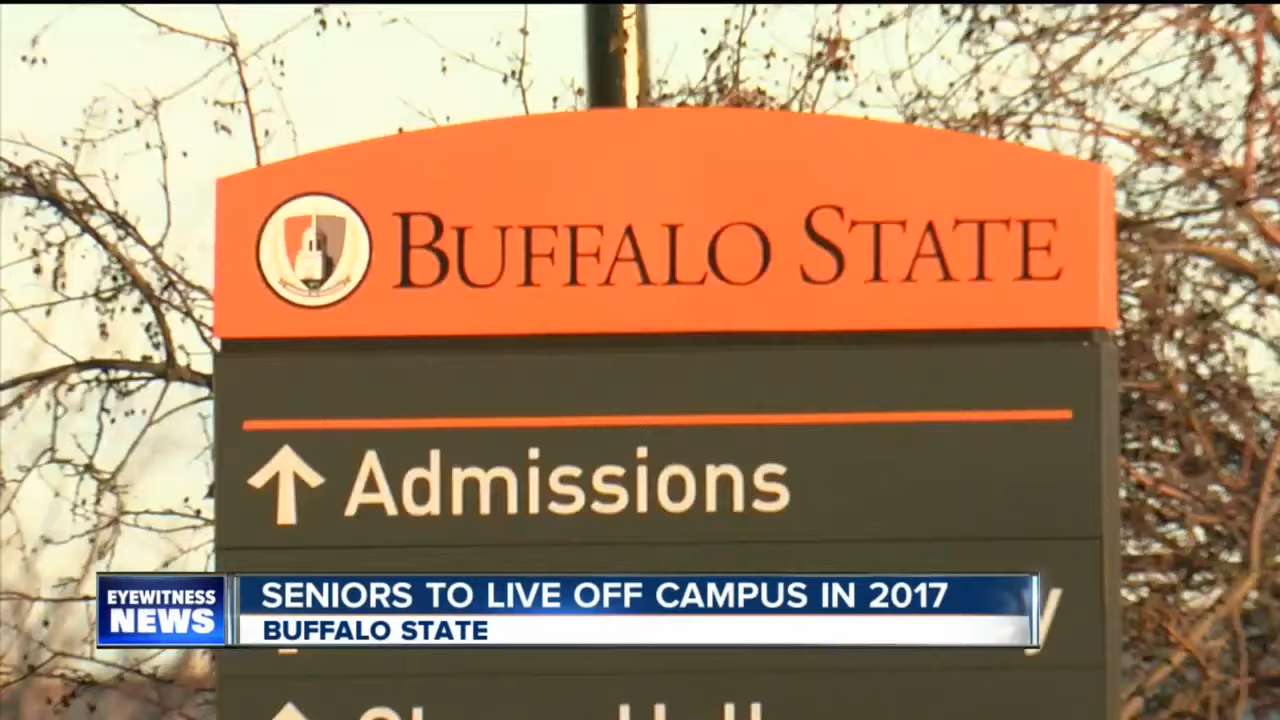 BUFFALO STATE
↑ Admissions
EYEWITNESS
NEWS
SENIORS TO LIVE OFF CAMPUS IN 2017
BUFFALO STATE